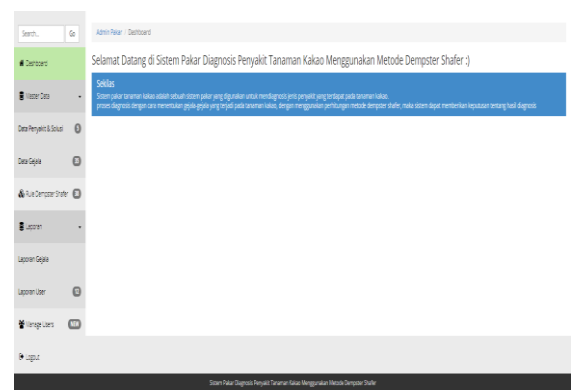 Search...
Go
Admin Pakar / Dashboard
Dashboard
Selamat Datang di Sistem Pakar Diagnosis Penyakit Tanaman Kakao Menggunakan Metode Dempster Shafer :)
Sekilas
Sistem pakar tanaman kakao adalah sebuah sistem pakar yang digunakan untuk mendiagnosis jenis penyakit yang terdapat pada tanaman kakao.
proses diagnosis dengan cara menentukan gejala-gejala yang terjadi pada tanaman kakao, dengan menggunakan perhitungan metode dempster shafer, maka sistem dapat memberikan keputusan tentang hasil diagnosis
Master Data
Data Penyakit & Solusi
Data Gejala
Rule Dempster Shafer
Laporan
Laporan Gejala
Laporan User
Manage Users NEW
Logout
Sistem Pakar Diagnosis Penyakit Tanaman Kakao Menggunakan Metode Dempster Shafer